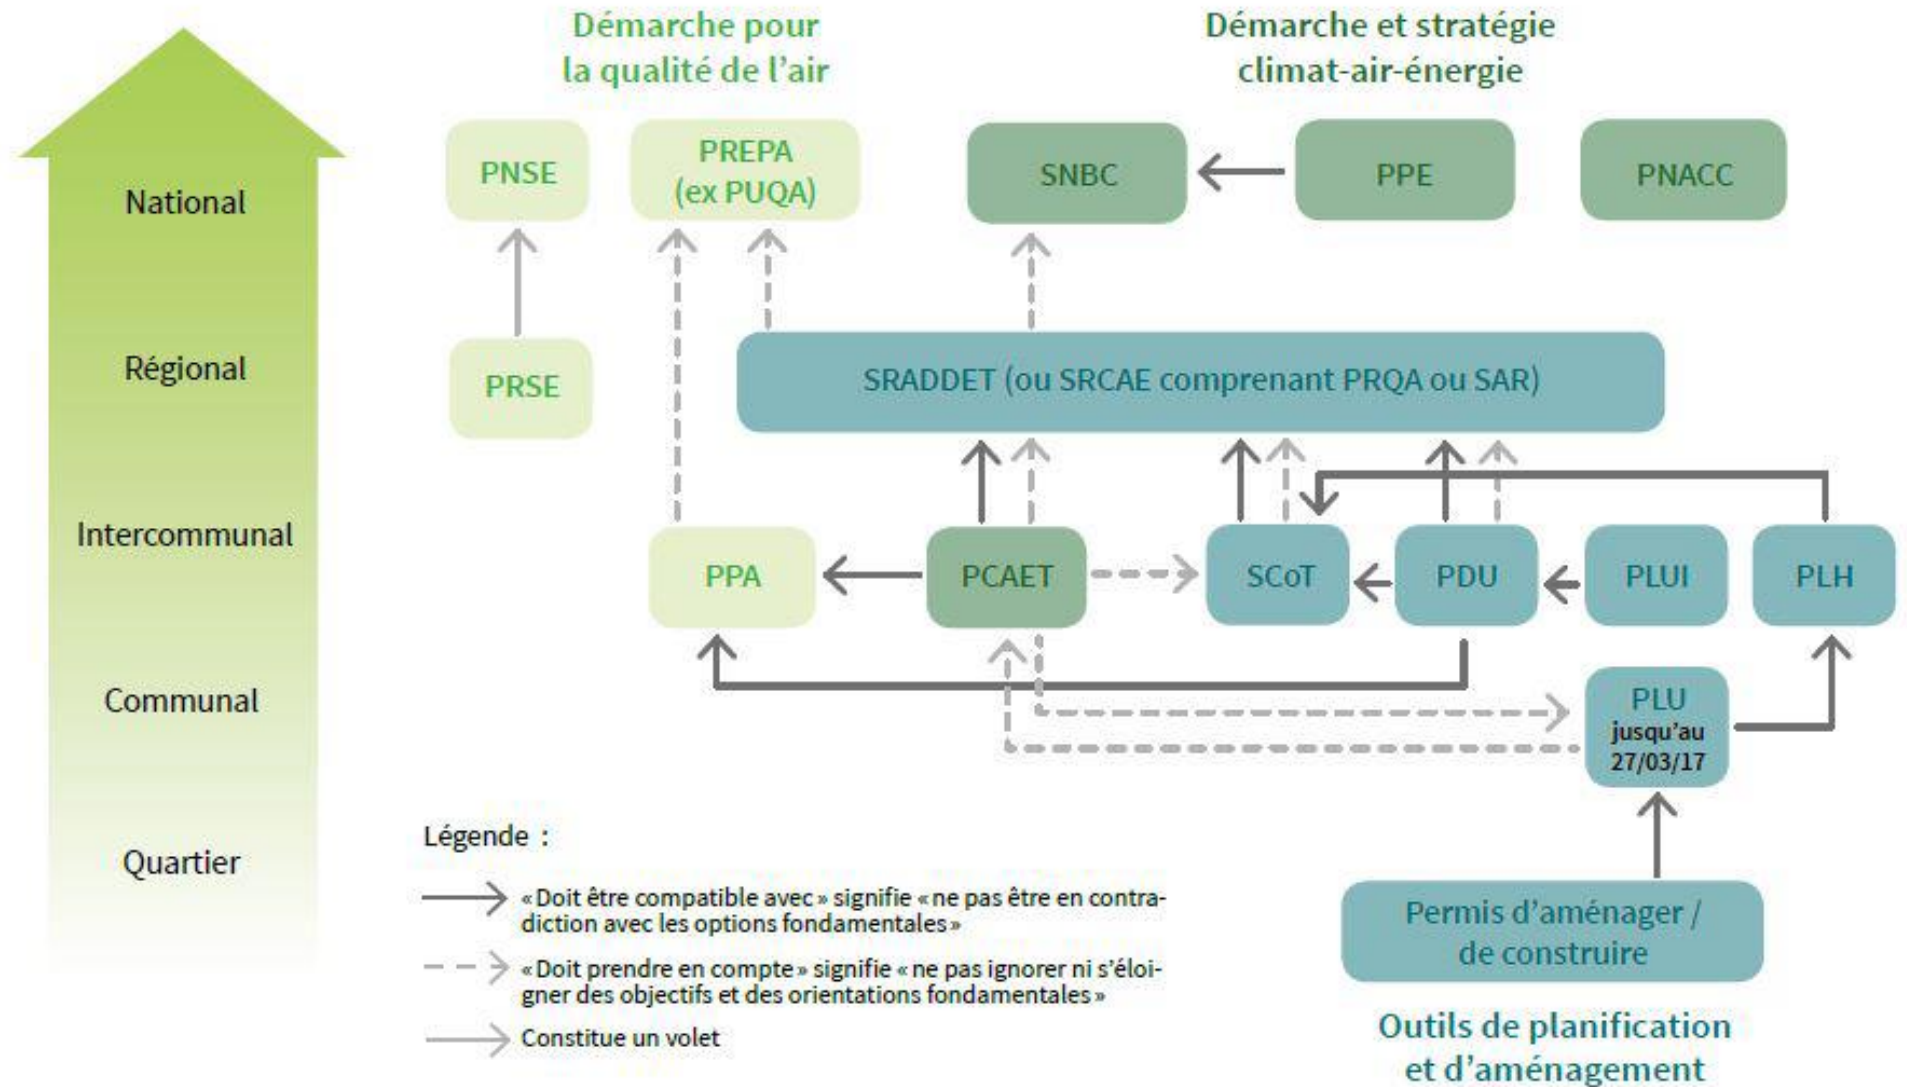 Démarche pour
la qualité de l’air
Démarche et stratégie
climat-air-énergie
National
PNSE
PREPA
(ex PUQA)
SNBC
PPE
PNACC
Régional
PRSE
SRADDET (ou SRCAE comprenant PRQA ou SAR)
Intercommunal
PPA
PCAET
SCoT
PDU
PLUI
PLH
Communal
PLU
jusqu’au
27/03/17
Quartier
Légende :
«Doit être compatible avec» signifie «ne pas être en contra-
diction avec les options fondamentales»
«Doit prendre en compte» signifie «ne pas ignorer ni s’éloi-
gner des objectifs et des orientations fondamentales»
Constitue un volet
Permis d’aménager /
de construire
Outils de planification
et d’aménagement